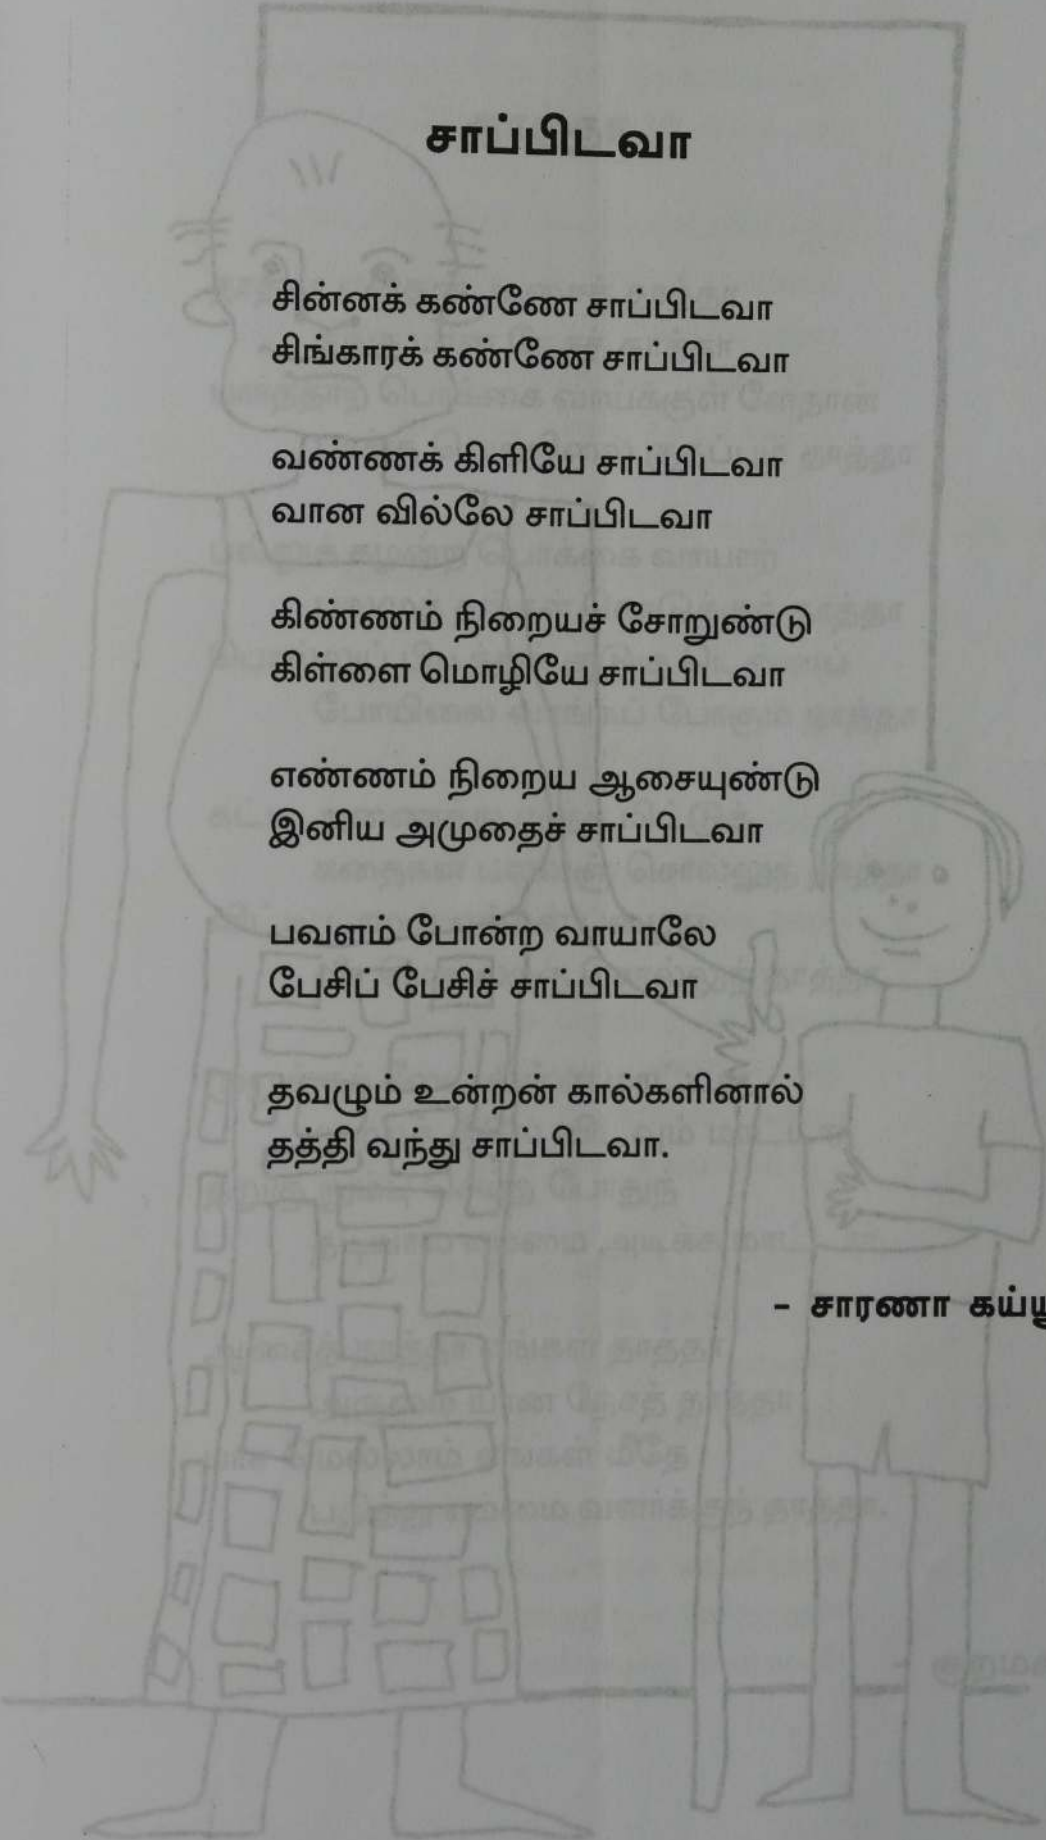 சாப்பிடவா
சின்னக் கண்ணே சாப்பிடவா
சிங்காரக் கண்ணே சாப்பிடவா
வண்ணக் கிளியே சாப்பிடவா
வான வில்லே சாப்பிடவா
கிண்ணம் நிறையச் சோறுண்டு
கிள்ளை மொழியே சாப்பிடவா
எண்ணம் நிறைய ஆசையுண்டு
இனிய அமுதைச் சாப்பிடவா
பவளம் போன்ற வாயாலே
பேசிப் பேசிச் சாப்பிடவா
தவழும் உன்றன் கால்களினால்
தத்தி வந்து சாப்பிடவா.
- சாரணா